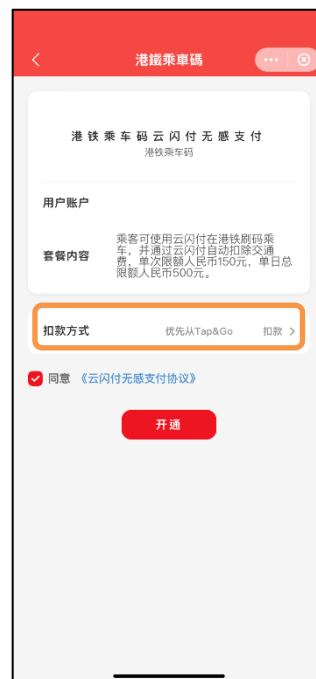 港鐵乘車碼
港铁乘车码云闪付无感支付
港铁乘车码
用户账户
套餐内容
乘客可使用云闪付在港铁刷码乘
车，并通过云闪付自动扣除交通
费，单次限额人民币150元，单日总
限额人民币500元。
扣款方式 优先从Tap&Go 扣款
同意 《云闪付无感支付协议》
开通